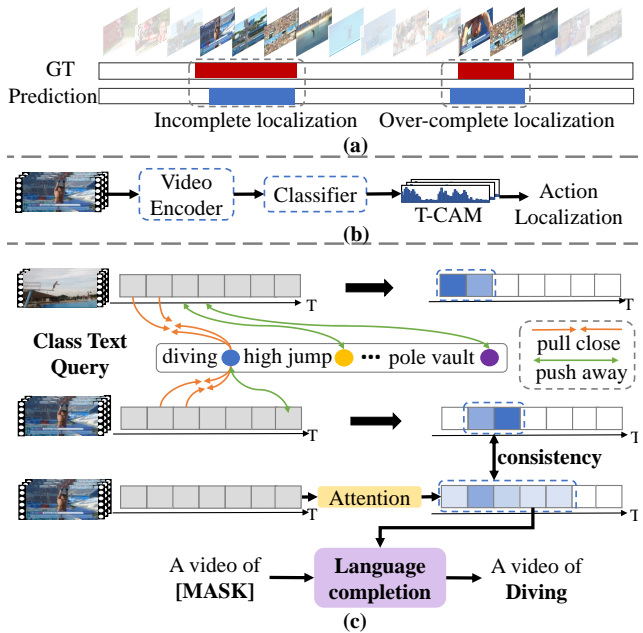 GT
Prediction
Incomplete localization
Over-complete localization
(a)
Video
Encoder
Classifier
T-CAM
Action
Localization
(b)
T
T
Class Text
Query
diving
high jump
•••
pole vault
pull close
push away
T
T
consistency
Attention
T
T
A video of
[MASK]
Language
completion
A video of
Diving
(c)